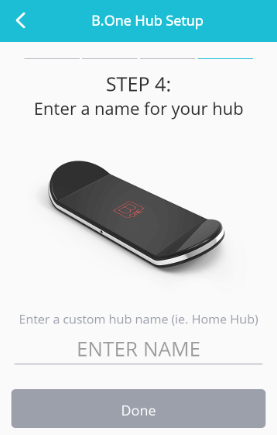 B.One Hub Setup
STEP 4:
Enter a name for your hub
Enter a custom hub name (ie. Home Hub)
ENTER NAME
Done